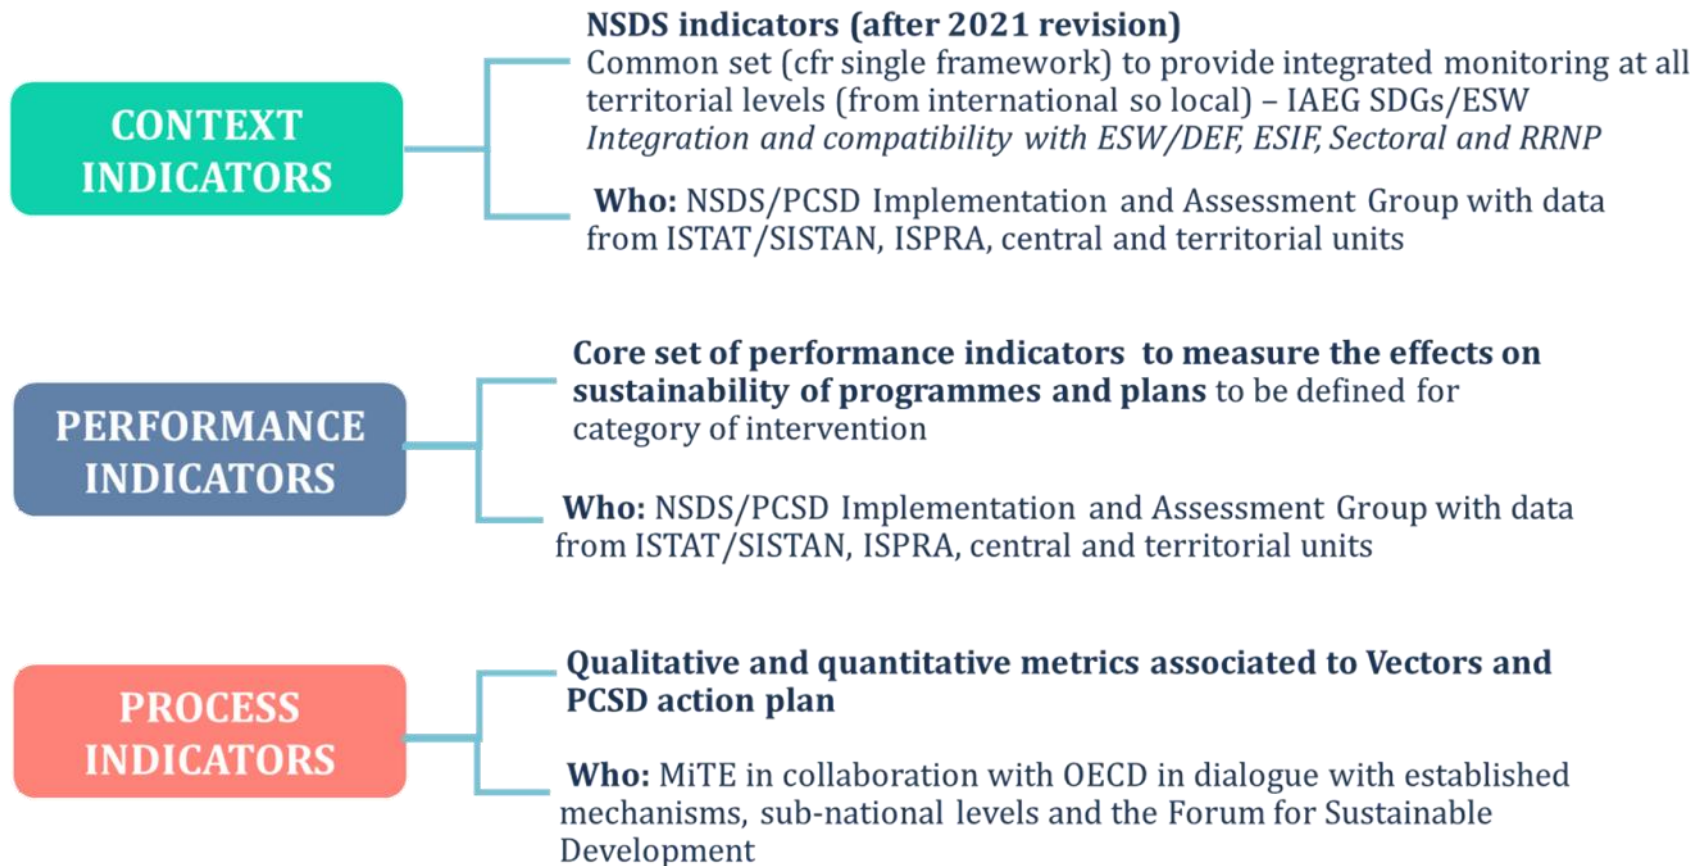 NSDS indicators (after 2021 revision)
Common set (cfr single framework) to provide integrated monitoring at all
territorial levels (from international so local) – IAEG SDGs/ESW
Integration and compatibility with ESW/DEF, ESIF, Sectoral and RRNP
CONTEXT
INDICATORS
Who: NSDS/PCSD Implementation and Assessment Group with data
from ISTAT/SISTAN, ISPRA, central and territorial units
Core set of performance indicators to measure the effects on
sustainability of programmes and plans to be defined for
category of intervention
PERFORMANCE
INDICATORS
Who: NSDS/PCSD Implementation and Assessment Group with data
from ISTAT/SISTAN, ISPRA, central and territorial units
Qualitative and quantitative metrics associated to Vectors and
PCSD action plan
PROCESS
INDICATORS
Who: MiTE in collaboration with OECD in dialogue with established
mechanisms, sub-national levels and the Forum for Sustainable
Development